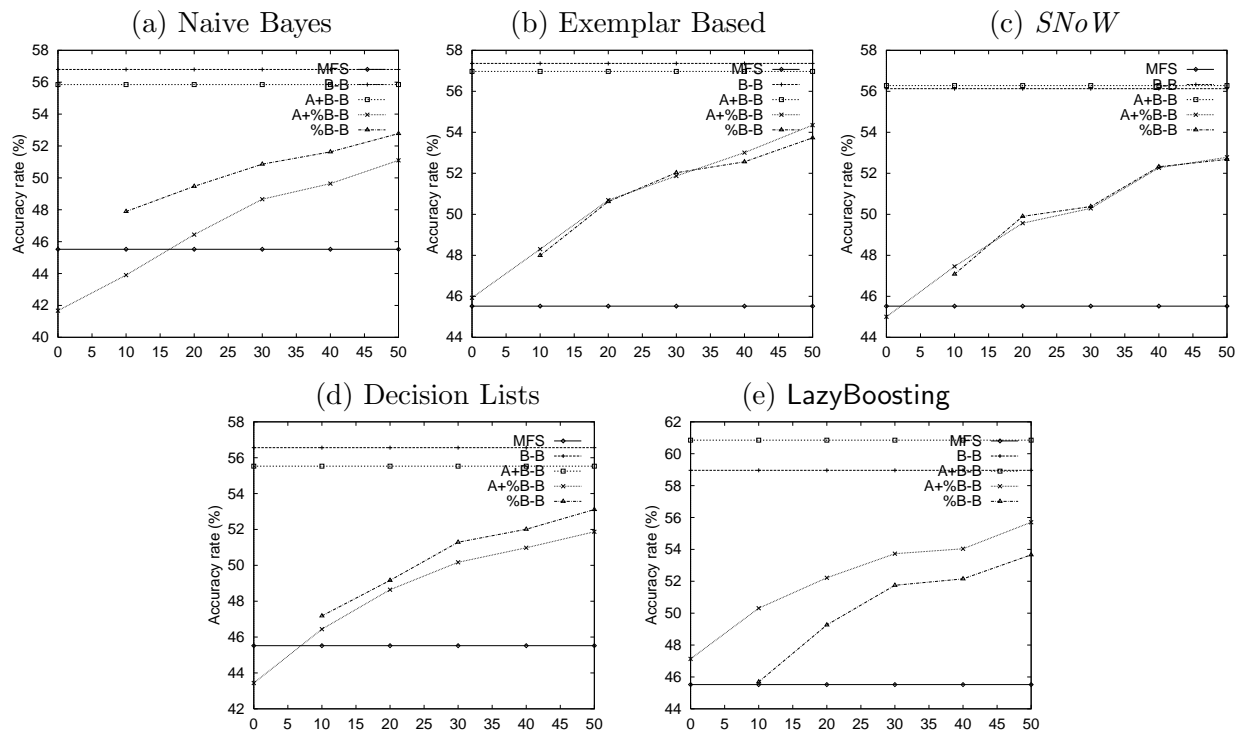 (a) Naive Bayes
58
56
54
52
50
48
46
44
42
40
Accuracy rate (%)
0 5 10 15 20 25 30 35 40 45 50
MFS
B-B
A+B-B
A+%B-B
%B-B
(b) Exemplar Based
58
56
54
52
50
48
46
44
Accuracy rate (%)
0 5 10 15 20 25 30 35 40 45 50
MFS
B-B
A+B-B
A+%B-B
%B-B
(c) SNoW
58
56
54
52
50
48
46
44
Accuracy rate (%)
0 5 10 15 20 25 30 35 40 45 50
MFS
B-B
A+B-B
A+%B-B
%B-B
(d) Decision Lists
58
56
54
52
50
48
46
44
42
Accuracy rate (%)
0 5 10 15 20 25 30 35 40 45 50
MFS
B-B
A+B-B
A+%B-B
%B-B
(e) LazyBoosting
62
60
58
56
54
52
50
48
46
44
Accuracy rate (%)
0 5 10 15 20 25 30 35 40 45 50
MFS
B-B
A+B-B
A+%B-B
%B-B